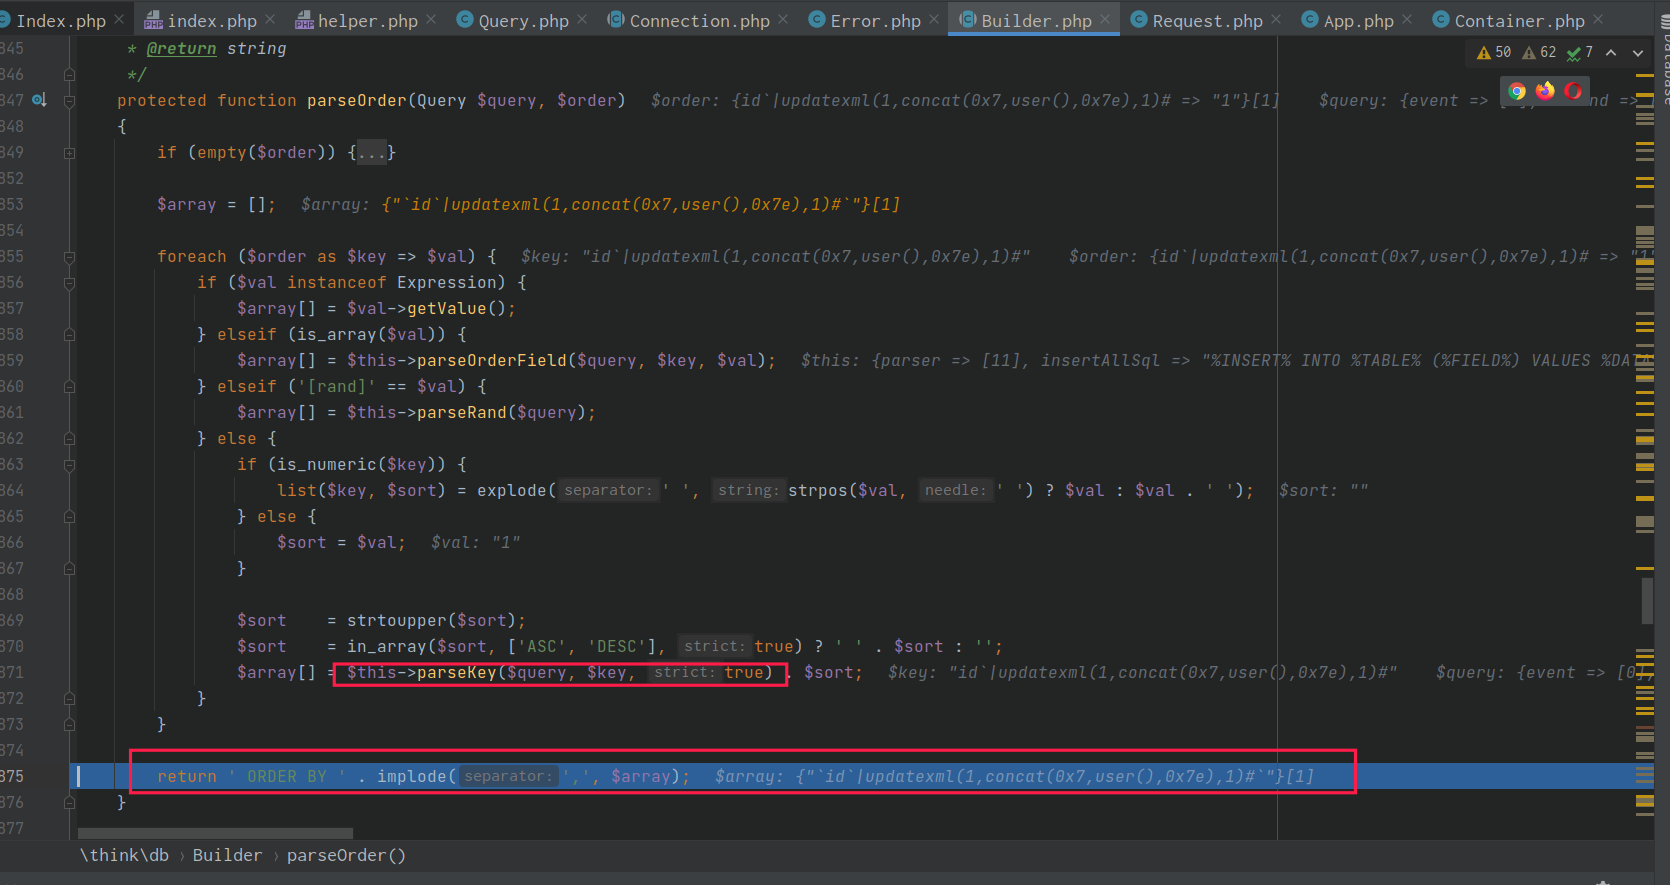 Index.php × index.php × helper.php × Query.php × Connection.php × Error.php × Builder.php × Request.php × App.php × Container.php ×
845 * @return string
50 62 7
846 */
847 protected function parseOrder(Query $query, $order) $order: {id`|updatexml(1,concat(0x7,user(),0x7e),1)# => "1"}[1] $query: {event =>
848 {
849 if (empty($order)) {...}
852
853 $array = []; $array: {"`id`|updatexml(1,concat(0x7,user(),0x7e),1)#`"}[1]
854
855 foreach ($order as $key => $val) { $key: "id`|updatexml(1,concat(0x7,user(),0x7e),1)#" $order: {id`|updatexml(1,concat(0x7,user(),0x7e),1)# => "1"
856 if ($val instanceof Expression) {
857 $array[] = $val->getValue();
858 } elseif (is_array($val)) {
859 $array[] = $this->parseOrderField($query, $key, $val); $this: {parser => [11], insertAllSql => "%INSERT% INTO %TABLE% (%FIELD%) VALUES %DATA
860 } elseif ('[rand]' == $val) {
861 $array[] = $this->parseRand($query);
862 } else {
863 if (is_numeric($key)) {
864 list($key, $sort) = explode( separator: ' ', string: strpos($val, needle: ' ') ? $val : $val . ' '); $sort: ""
865 } else {
866 $sort = $val; $val: "1"
867 }
868
869 $sort = strtoupper($sort);
870 $sort = in_array($sort, ['ASC', 'DESC'], strict: true) ? ' ' . $sort : '';
871 $array[] = $this->parseKey($query, $key, strict: true) . $sort; $key: "id`|updatexml(1,concat(0x7,user(),0x7e),1)#" $query: {event => [0],
872 }
873 }
874
875 return ' ORDER BY ' . implode( separator: ',', $array); $array: {"`id`|updatexml(1,concat(0x7,user(),0x7e),1)#`"}[1]
876 }
877
\think\db › Builder › parseOrder()
Database